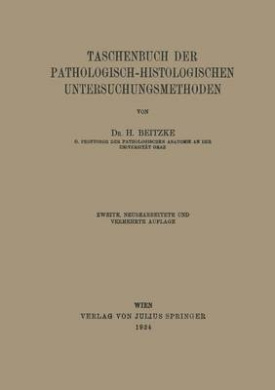 TASCHENBUCH DER
PATHOLOGISCH-HISTOLOGISCHEN
UNTERSUCHUNGSMETHODEN
VON
DR. H. BEITZKE
O. PROFESSOR DER PATHOLOGISCHEN ANATOMIE AN DER
UNIVERSITÄT GRAZ
ZWEITE, NEUBEARBEITETE UND
VERMEHRTE AUFLAGE
WIEN
VERLAG VON JULIUS SPRINGER
1924